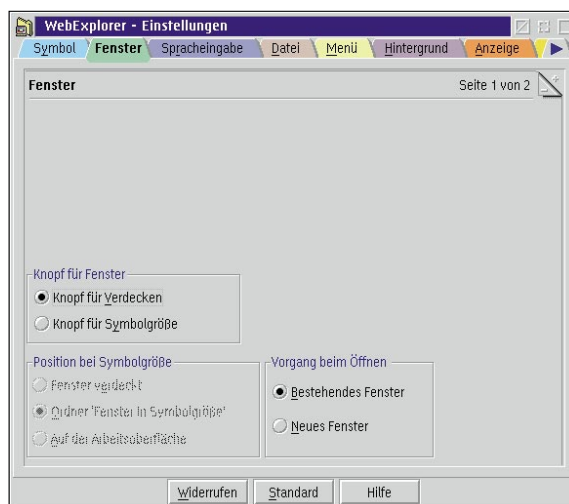 WebExplorer - Einstellungen
Symbol Fenster Spracheingabe Datei Menü Hintergrund Anzeige
Fenster Seite 1 von 2
Knopf für Fenster
Knopf für Verdecken
Knopf für Symbolgröße
Position bei Symbolgröße
Fenster verdeckt
Ordner 'Fenster in Symbolgröße'
Auf der Arbeitsoberfläche
Vorgang beim Öffnen
Bestehendes Fenster
Neues Fenster
Widerrufen Standard Hilfe